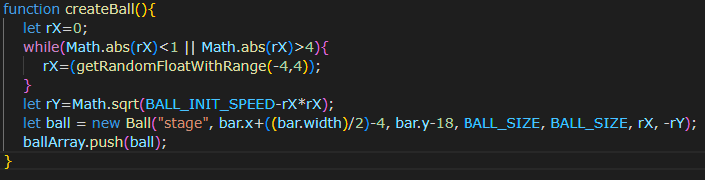 function createBall(){
let rX=0;
while(Math.abs(rX)<1 || Math.abs(rX)>4){
rX=(getRandomFloatWithRange(-4,4));
}
let rY=Math.sqrt(BALL_INIT_SPEED-rX*rX);
let ball = new Ball("stage", bar.x+((bar.width)/2)-4, bar.y-18, BALL_SIZE, BALL_SIZE, rX, -rY);
ballArray.push(ball);
}